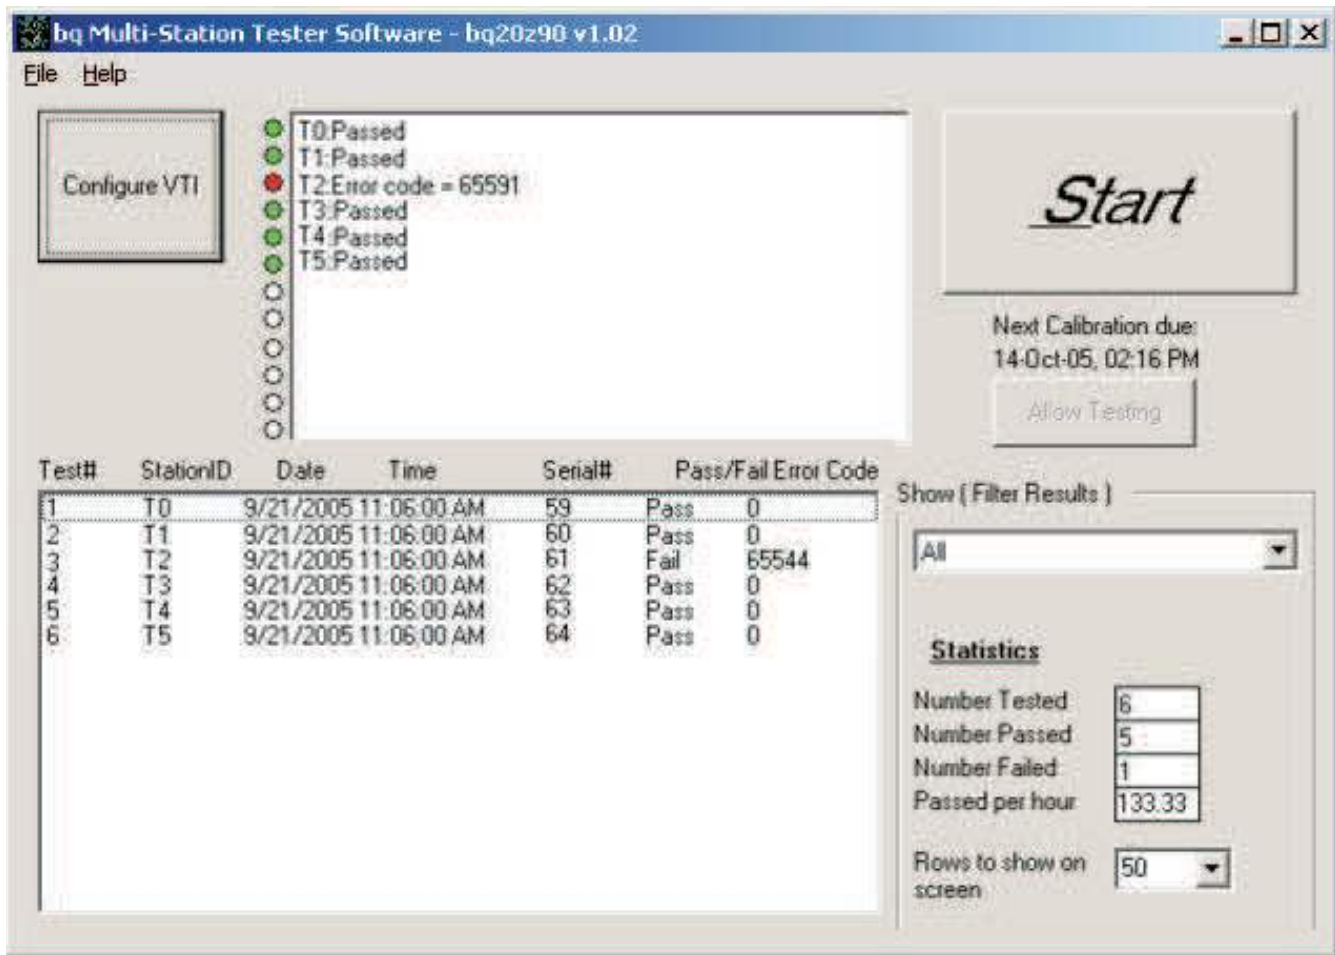 bq Multi-Station Tester Software - bq20z90 v1.02
File Help
Configure VTI
T0:Passed
T1:Passed
T2:Error code = 65591
T3:Passed
T4:Passed
T5:Passed
Start
Next Calibration due:
14-Oct-05, 02:16 PM
Allow Testing
Test# StationID Date Time Serial# Pass/Fail Error Code
1 T0 9/21/2005 11:06:00 AM 59 Pass 0
2 T1 9/21/2005 11:06:00 AM 60 Pass 0
3 T2 9/21/2005 11:06:00 AM 61 Fail 65544
4 T3 9/21/2005 11:06:00 AM 62 Pass 0
5 T4 9/21/2005 11:06:00 AM 63 Pass 0
6 T5 9/21/2005 11:06:00 AM 64 Pass 0
Show ( Filter Results )
All
Statistics
Number Tested 6
Number Passed 5
Number Failed 1
Passed per hour 133.33
Rows to show on screen 50